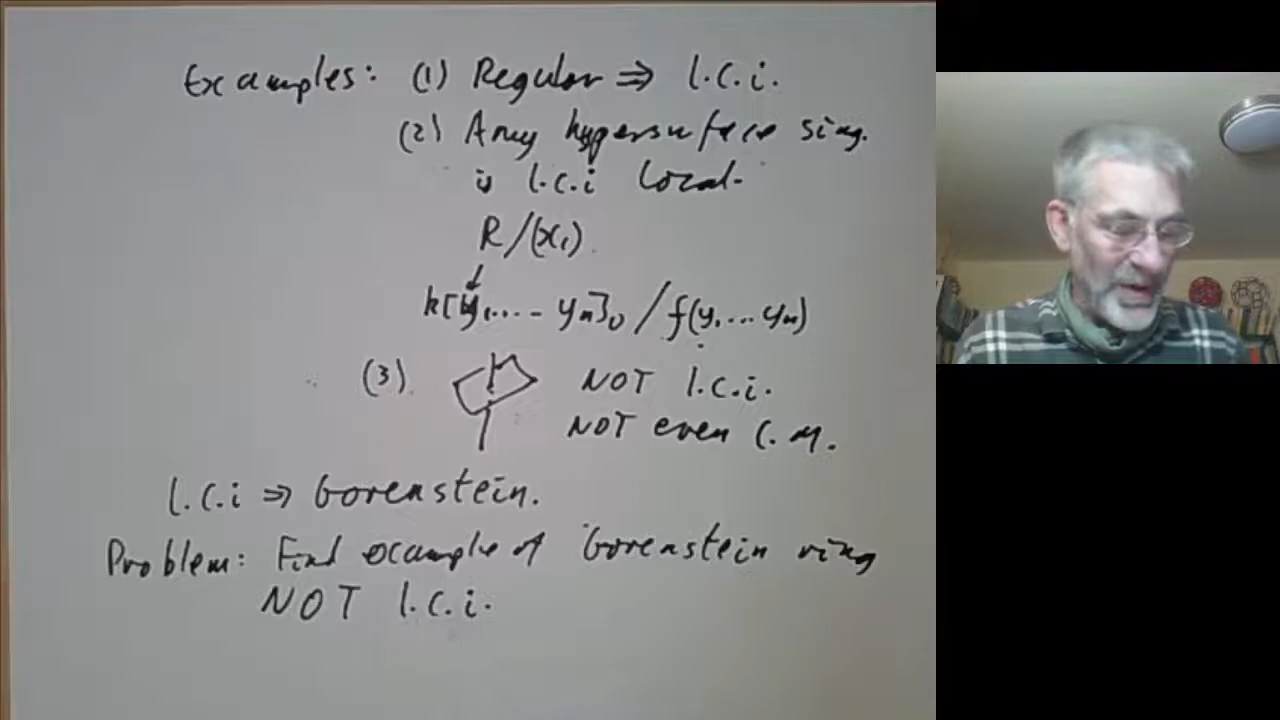 Examples: (1) Regular ⇒ l.c.i.
(2) Any hypersurface sing.
is l.c.i local.
R/(x₁)
↓
k[y₁.... yₙ]₀ / f(y₁...yₙ)
(3) NOT l.c.i.
NOT even C.M.
l.c.i ⇒ Gorenstein.
Problem: Find example of Gorenstein ring
NOT l.c.i.